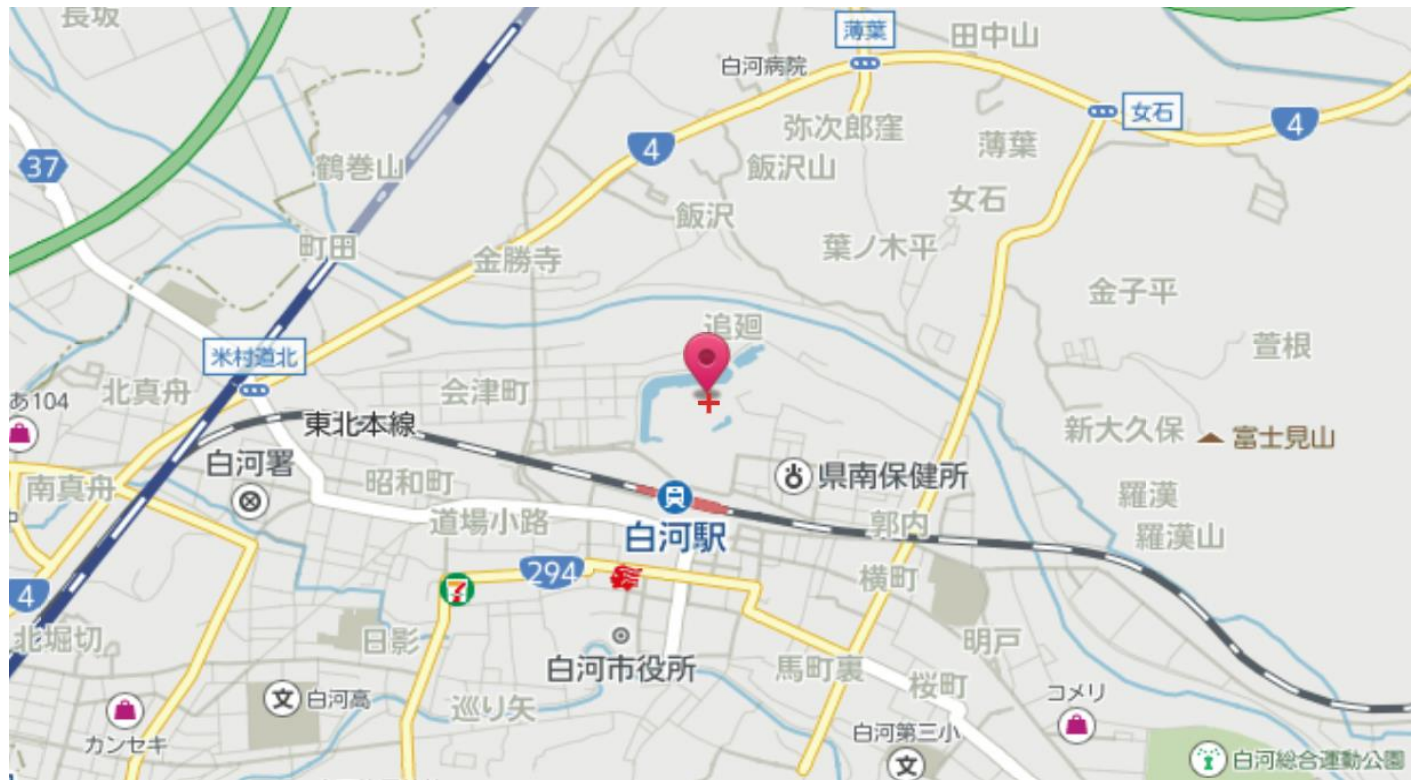 長坂
薄葉
田中山
白河病院
女石
4
4
37
鶴巻山
弥次郎窪
薄葉
飯沢山
女石
飯沢
町田
金勝寺
葉ノ木平
金子平
追廻
米村道北
萱根
北真舟
会津町
あ104
東北本線
新大久保
富士見山
白河署
昭和町
県南保健所
南真舟
羅漢
道場小路
白河駅
郭内
羅漢山
294
横町
4
7
北堀切
日影
明戸
白河市役所
馬町裏
桜町
コメリ
文
白河高
巡り矢
カンセキ
白河第三小
文
白河総合運動公園